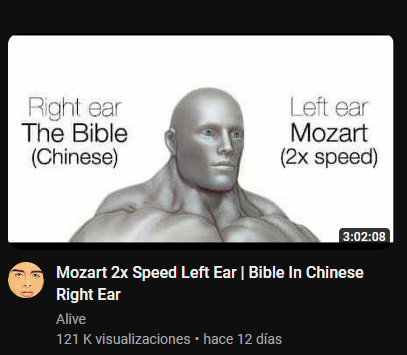 Right ear
The Bible
(Chinese)
Left ear
Mozart
(2x speed)
3:02:08
Mozart 2x Speed Left Ear | Bible In Chinese
Right Ear
Alive
121 K visualizaciones • hace 12 días